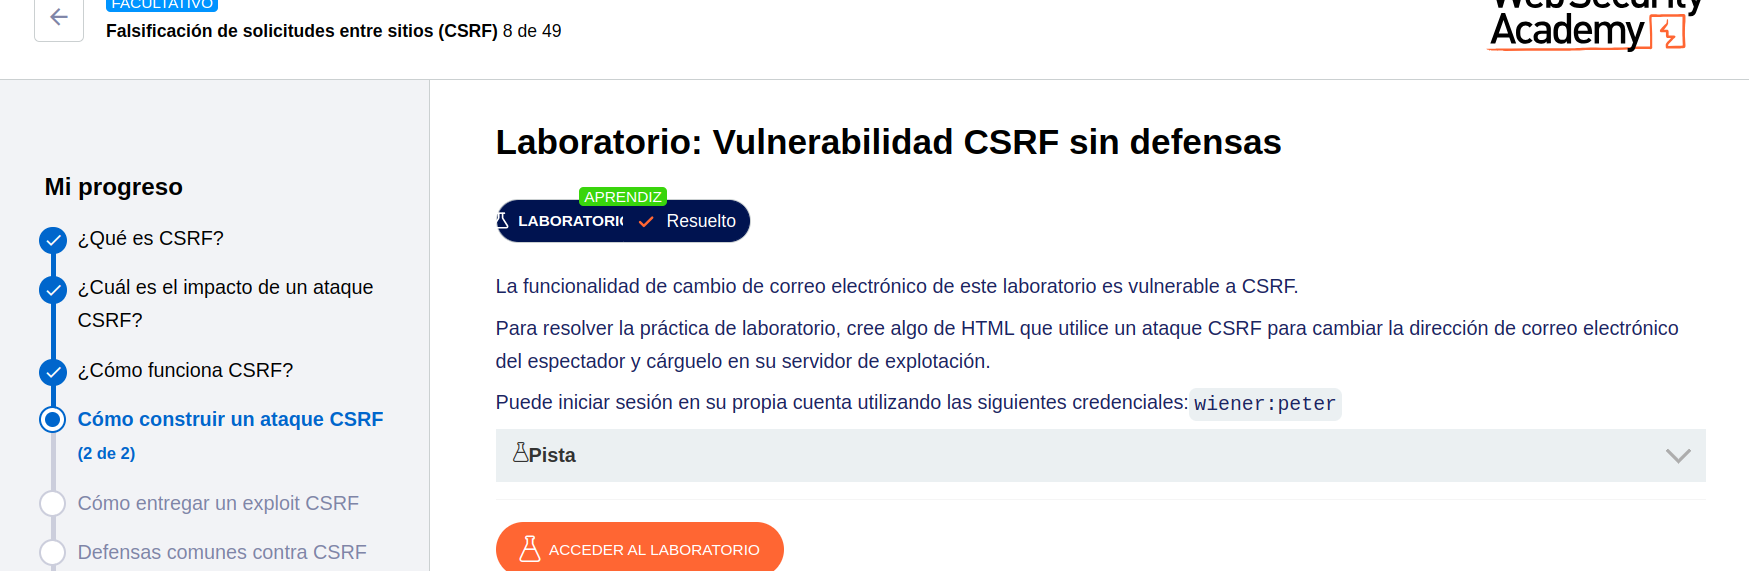 FACULTATIVO
Falsificación de solicitudes entre sitios (CSRF) 8 de 49
Web Security
Academy
Mi progreso
¿Qué es CSRF?
¿Cuál es el impacto de un ataque
CSRF?
¿Cómo funciona CSRF?
Cómo construir un ataque CSRF
(2 de 2)
Cómo entregar un exploit CSRF
Defensas comunes contra CSRF
Laboratorio: Vulnerabilidad CSRF sin defensas
APRENDIZ
LABORATORIO Resuelto
La funcionalidad de cambio de correo electrónico de este laboratorio es vulnerable a CSRF.
Para resolver la práctica de laboratorio, cree algo de HTML que utilice un ataque CSRF para cambiar la dirección de correo electrónico
del espectador y cárguelo en su servidor de explotación.
Puede iniciar sesión en su propia cuenta utilizando las siguientes credenciales: wiener:peter
Pista
ACCEDER AL LABORATORIO